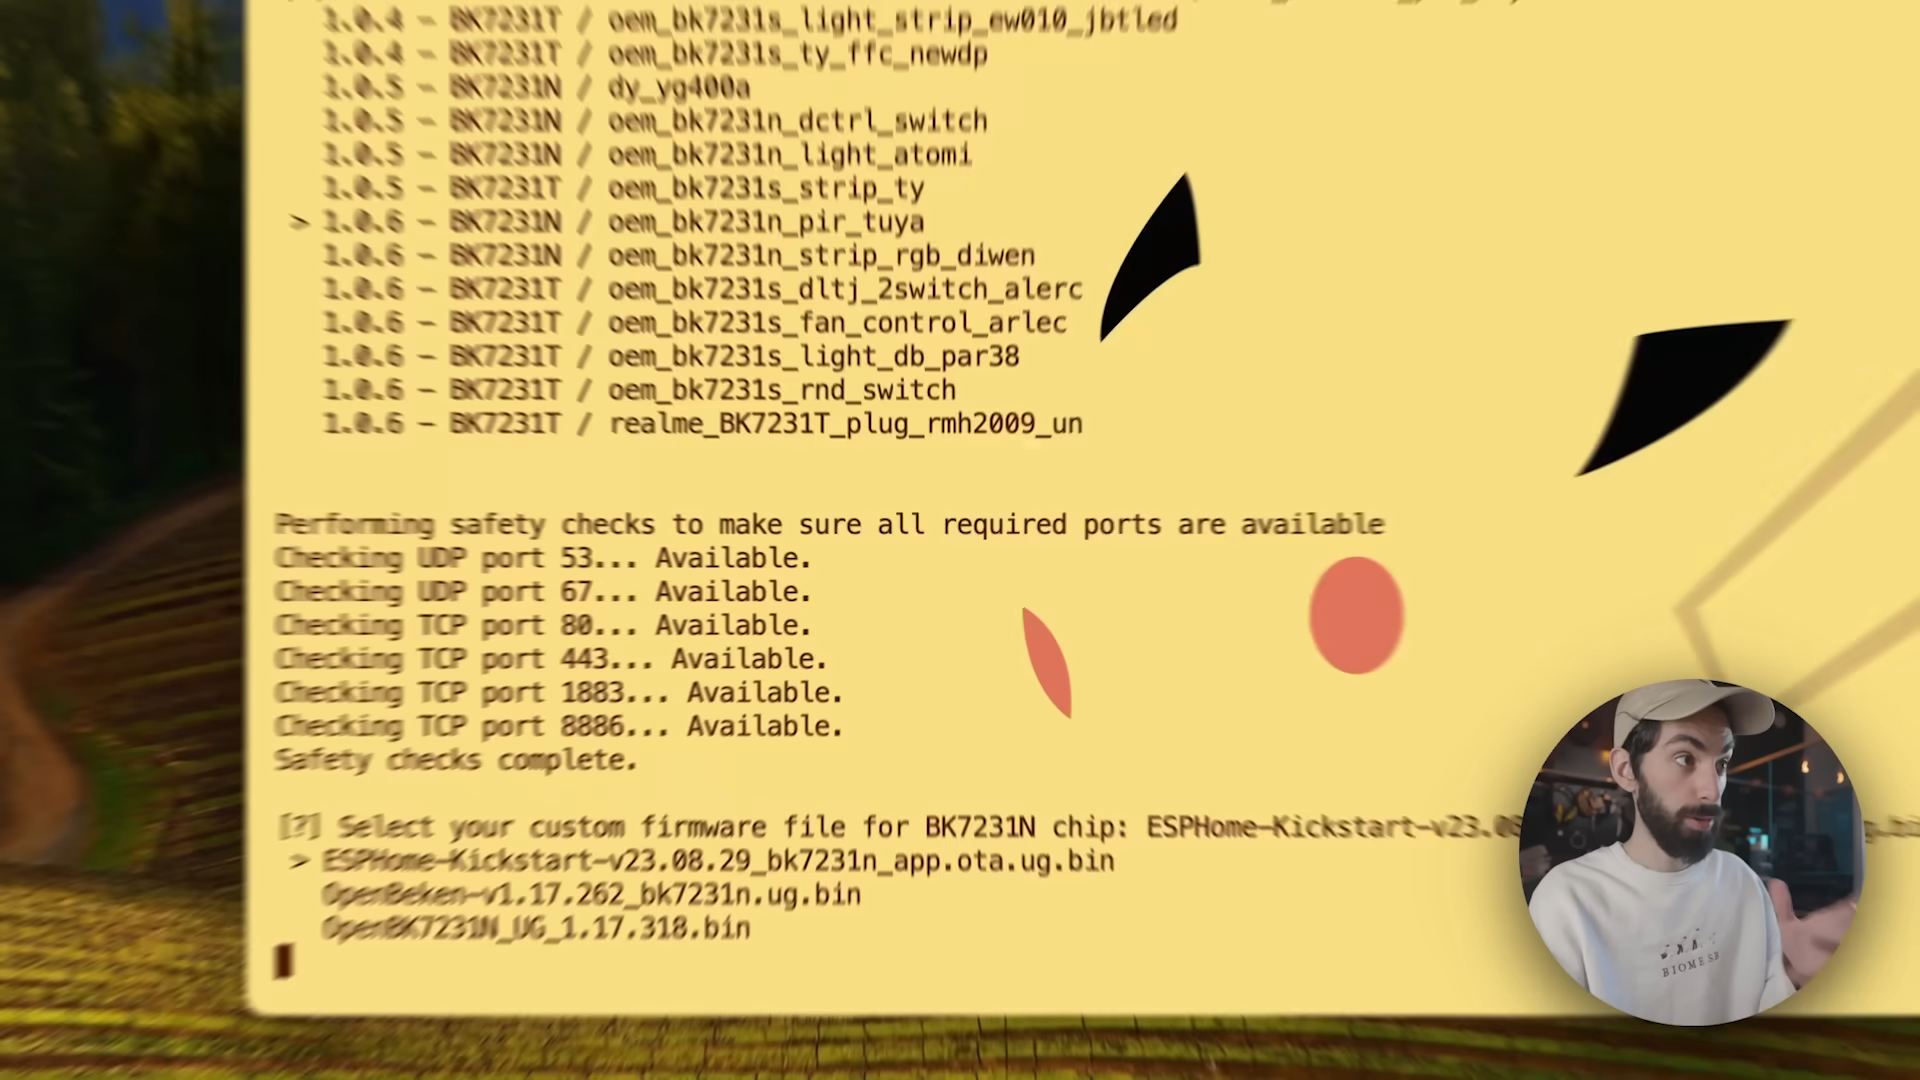 1.0.4 – BK7231T / oem_bk7231s_light_strip_ew010_jbtled
1.0.4 – BK7231T / oem_bk7231s_ty_ffc_newdp
1.0.5 – BK7231N / dy_yg400a
1.0.5 – BK7231N / oem_bk7231n_dctrl_switch
1.0.5 – BK7231N / oem_bk7231n_light_atomi
1.0.5 – BK7231T / oem_bk7231s_strip_ty
> 1.0.6 – BK7231N / oem_bk7231n_pir_tuya
1.0.6 – BK7231N / oem_bk7231n_strip_rgb_diwen
1.0.6 – BK7231T / oem_bk7231s_dltj_2switch_alerc
1.0.6 – BK7231T / oem_bk7231s_fan_control_arlec
1.0.6 – BK7231T / oem_bk7231s_light_db_par38
1.0.6 – BK7231T / oem_bk7231s_rnd_switch
1.0.6 – BK7231T / realme_BK7231T_plug_rmh2009_un
Performing safety checks to make sure all required ports are available
Checking UDP port 53... Available.
Checking UDP port 67... Available.
Checking TCP port 80... Available.
Checking TCP port 443... Available.
Checking TCP port 1883... Available.
Checking TCP port 8886... Available.
Safety checks complete.
[?] Select your custom firmware file for BK7231N chip: ESPHome-Kickstart-v23.08
> ESPHome-Kickstart-v23.08.29_bk7231n_app.ota.ug.bin
OpenBeken-v1.17.262_bk7231n.ug.bin
OpenBK7231N_UG_1.17.318.bin
BIOME SB